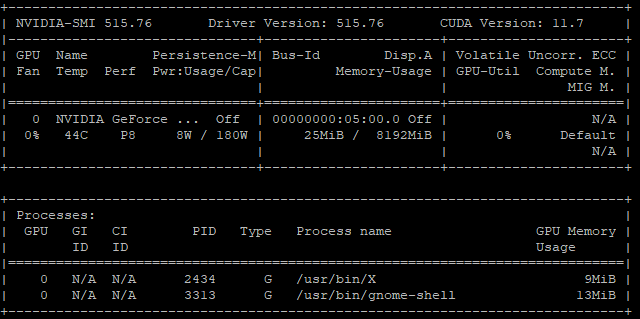 +-----------------------------------------------------------------------------+
| NVIDIA-SMI 515.76       Driver Version: 515.76       CUDA Version: 11.7     |
|-------------------------------+----------------------+----------------------+
| GPU  Name        Persistence-M| Bus-Id        Disp.A | Volatile Uncorr. ECC |
| Fan  Temp  Perf  Pwr:Usage/Cap|         Memory-Usage | GPU-Util  Compute M. |
|                               |                      |               MIG M. |
|===============================+======================+======================|
|   0  NVIDIA GeForce ...  Off  | 00000000:05:00.0 Off |                  N/A |
|  0%   44C    P8     8W / 180W |     25MiB /  8192MiB |      0%      Default |
|                               |                      |                  N/A |
+-------------------------------+----------------------+----------------------+
+-----------------------------------------------------------------------------+
| Processes:                                                                  |
|  GPU   GI   CI        PID   Type   Process name                  GPU Memory |
|        ID   ID                                                   Usage      |
|=============================================================================|
|    0   N/A  N/A      2434      G   /usr/bin/X                          9MiB |
|    0   N/A  N/A      3313      G   /usr/bin/gnome-shell               13MiB |
+-----------------------------------------------------------------------------+